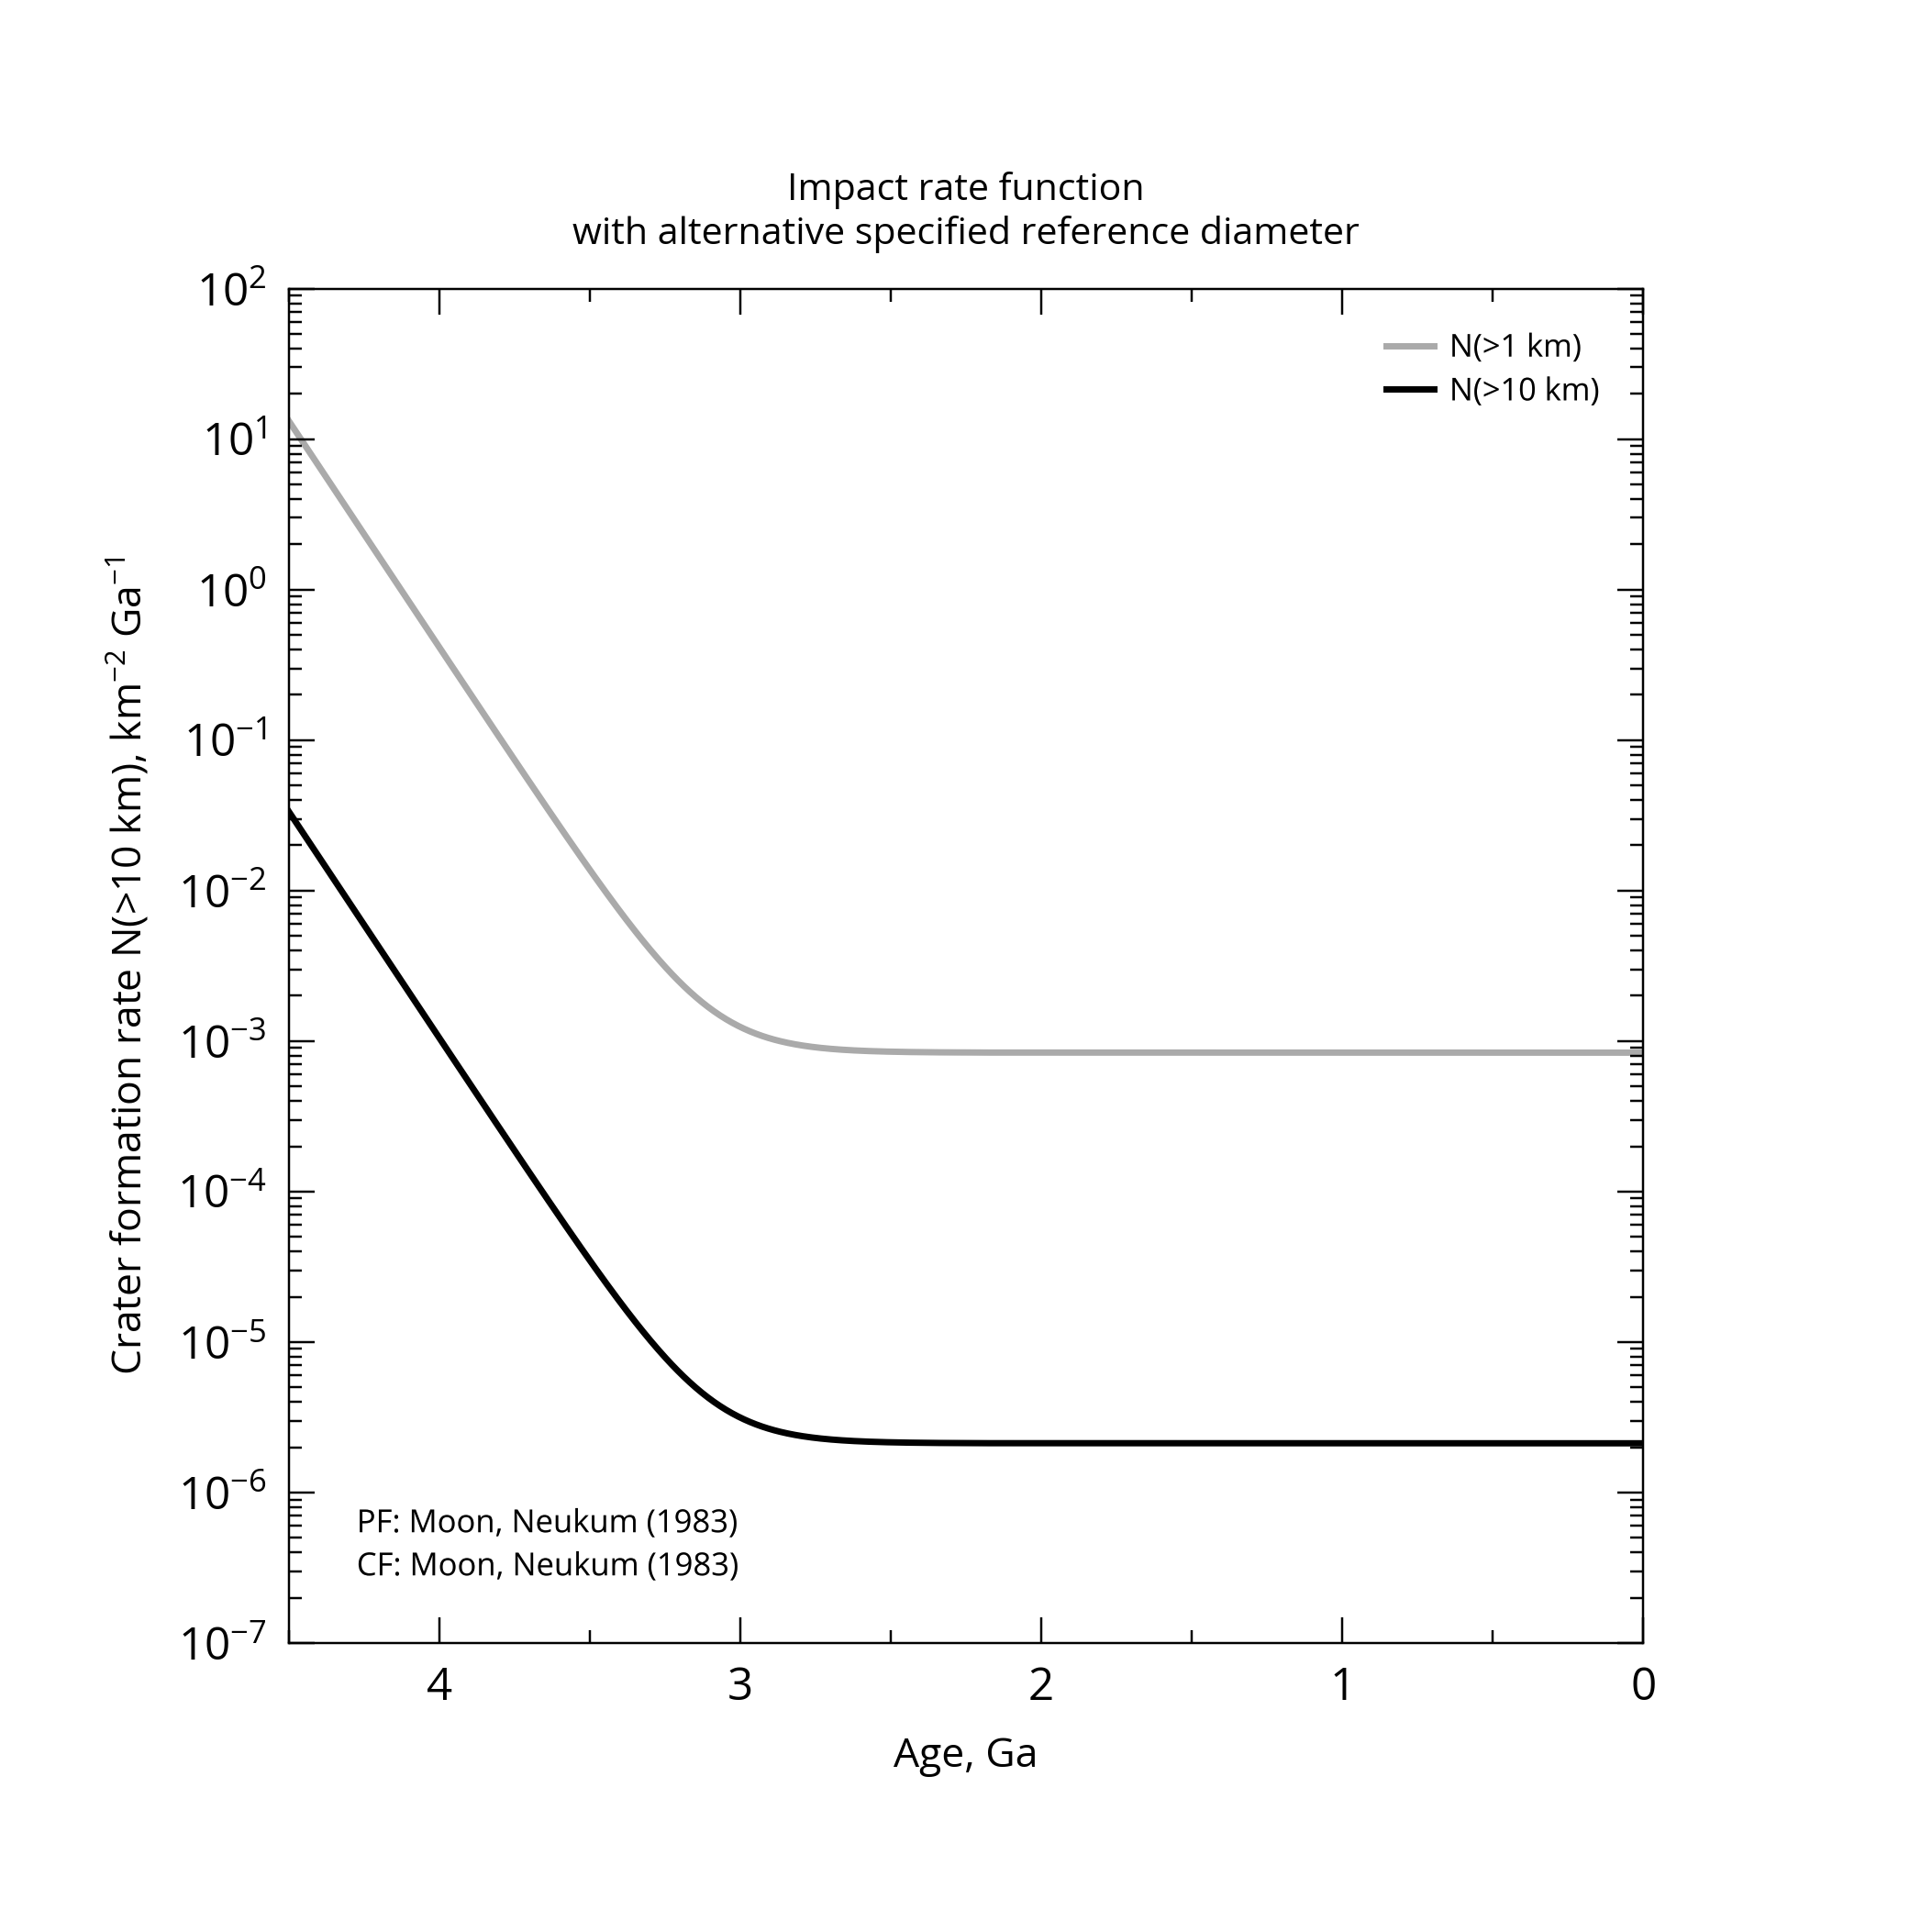 Impact rate function
with alternative specified reference diameter
N(>1 km)
N(>10 km)
Crater formation rate N(>10 km), km⁻² Ga⁻¹
10²
10¹
10⁰
10⁻¹
10⁻²
10⁻³
10⁻⁴
10⁻⁵
10⁻⁶
10⁻⁷
PF: Moon, Neukum (1983)
CF: Moon, Neukum (1983)
4 3 2 1 0
Age, Ga